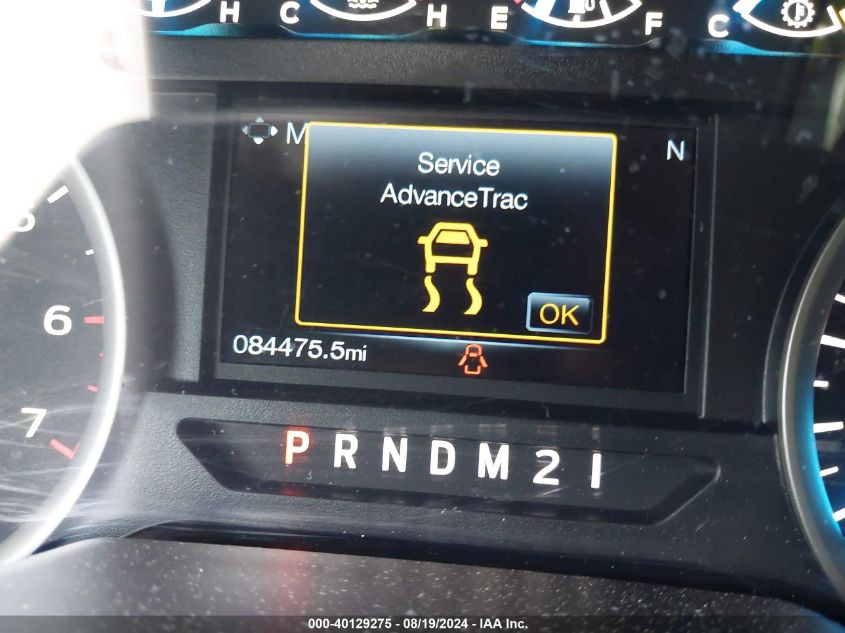 H C H E F C
M
N
Service
AdvanceTrac
OK
6
084475.5mi
7
P R N D M 2 1
000-40129275 - 08/19/2024 - IAA Inc.